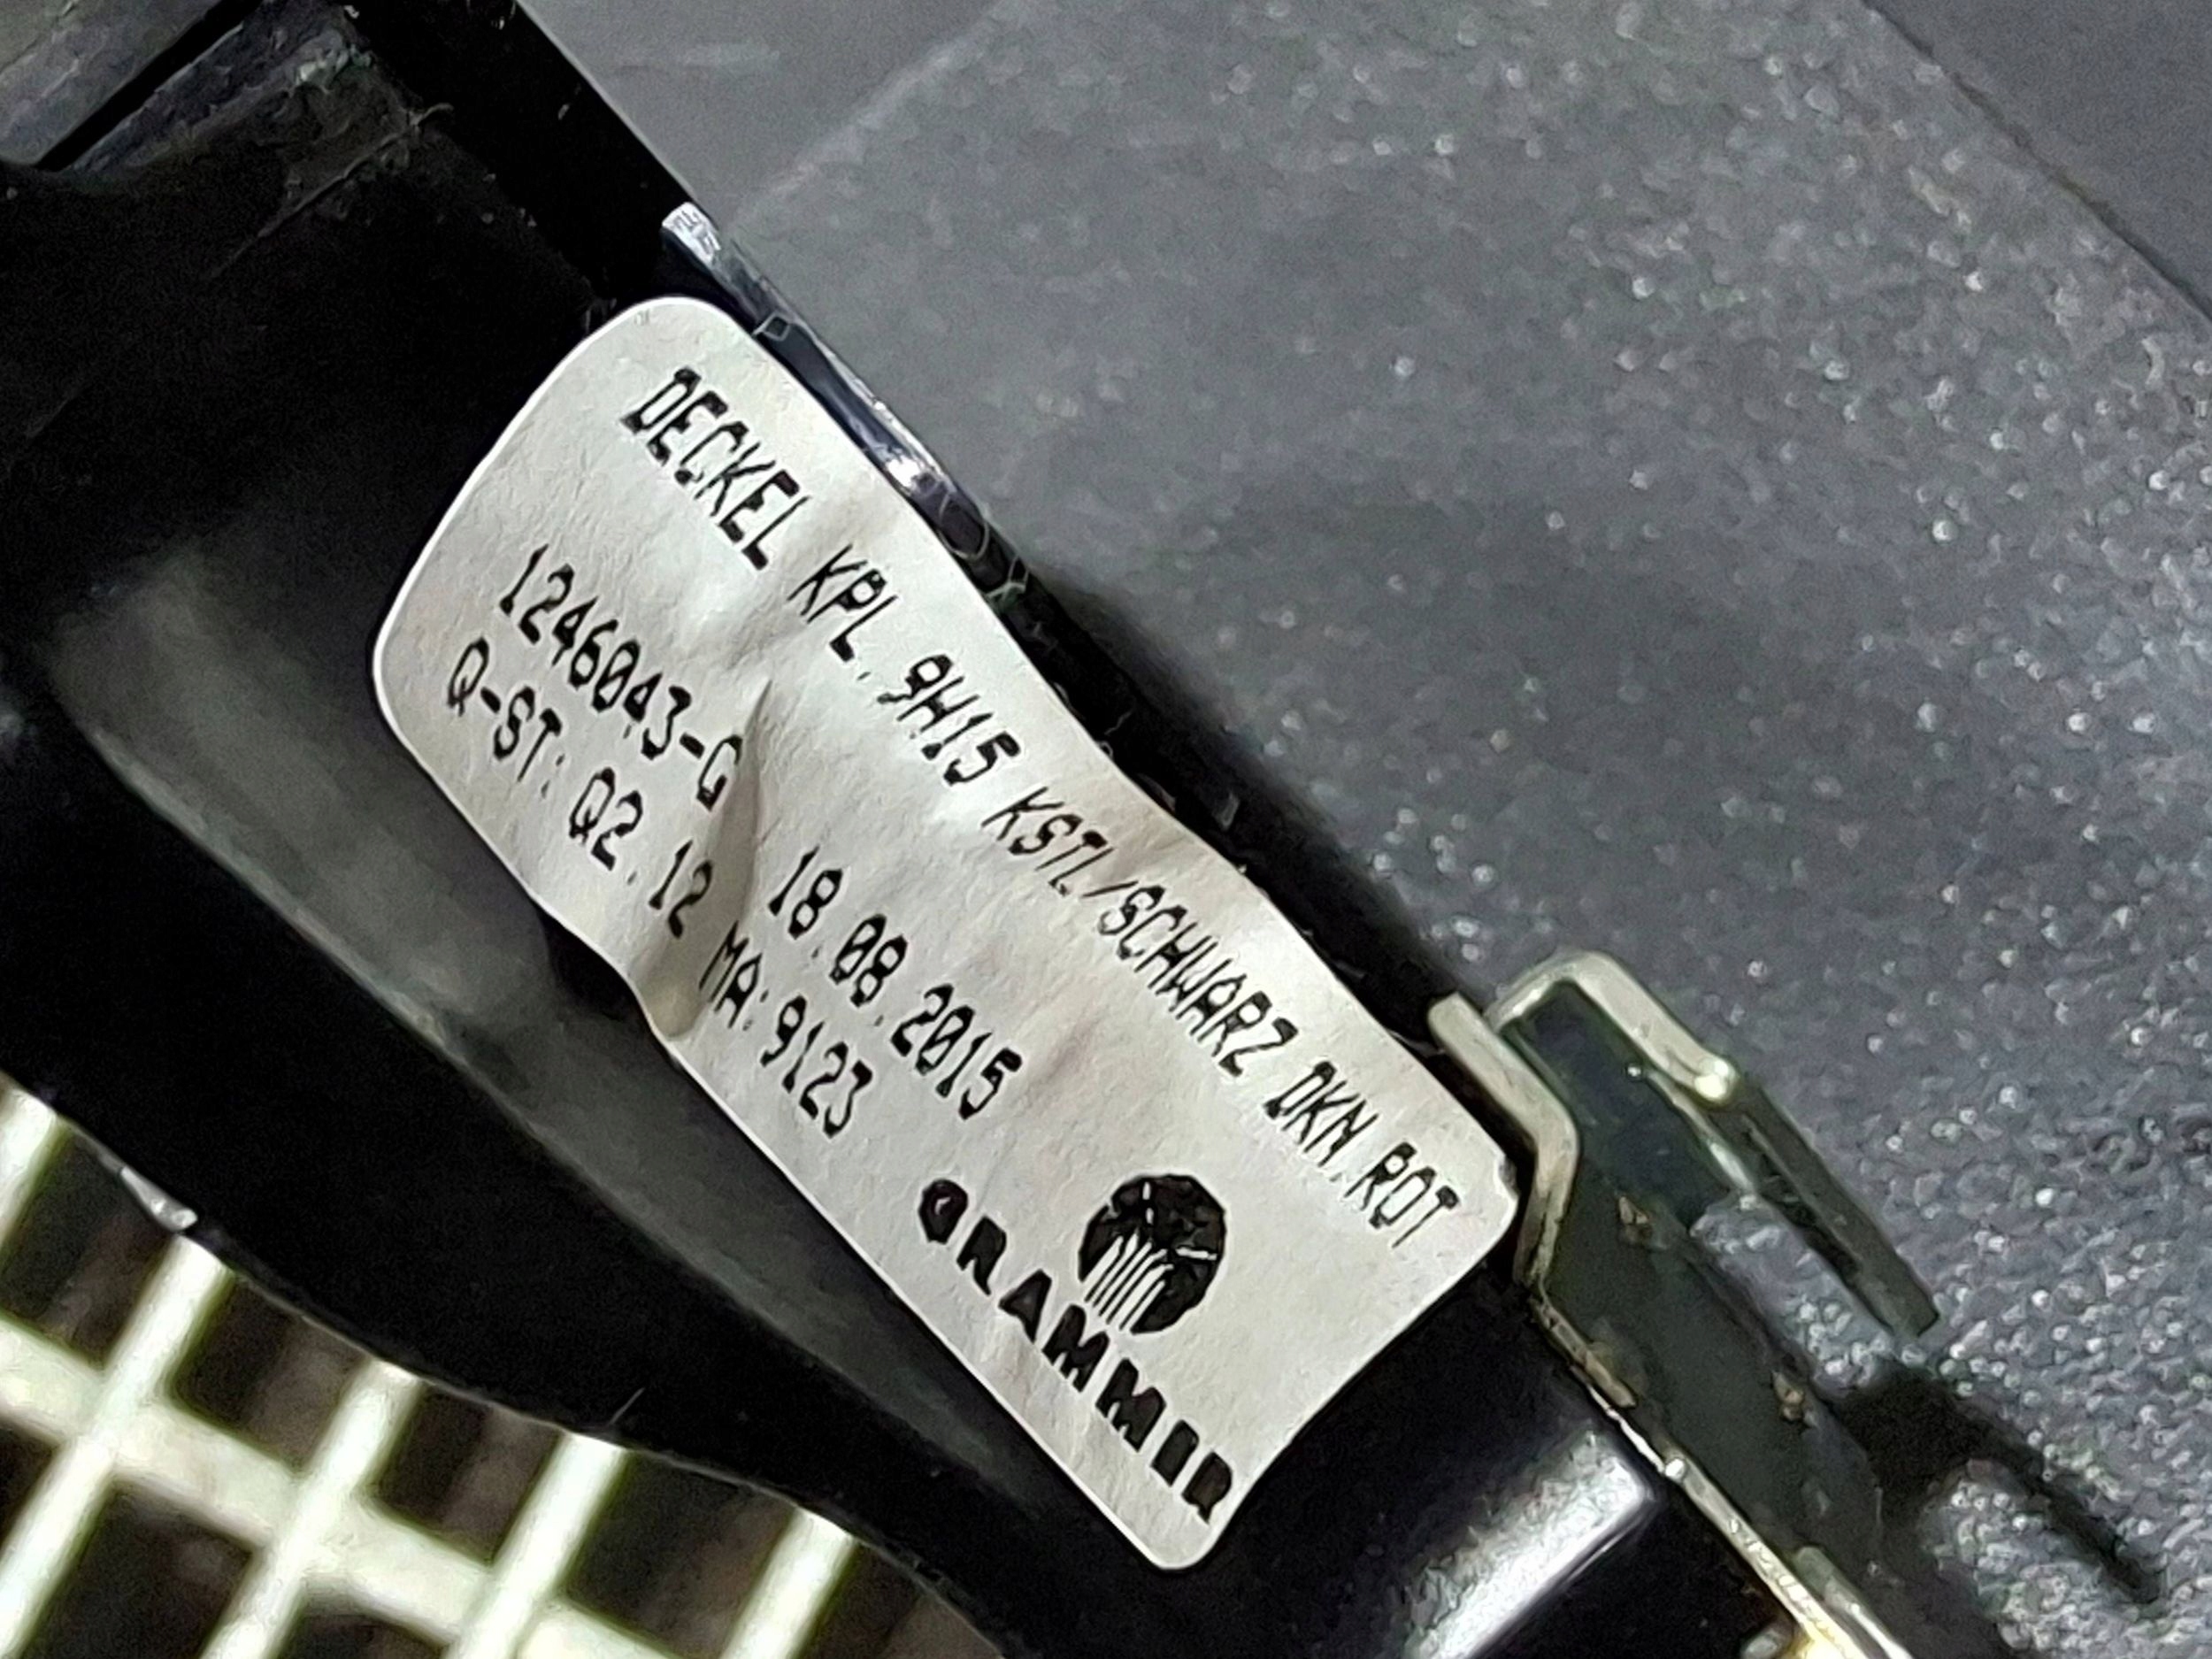 DECKEL KPL. 9H15 KSTL/SCHWARZ DKN.ROT
1246043-G 18.08.2015
Q-ST: Q2.12 MA:9123
GRAMMER